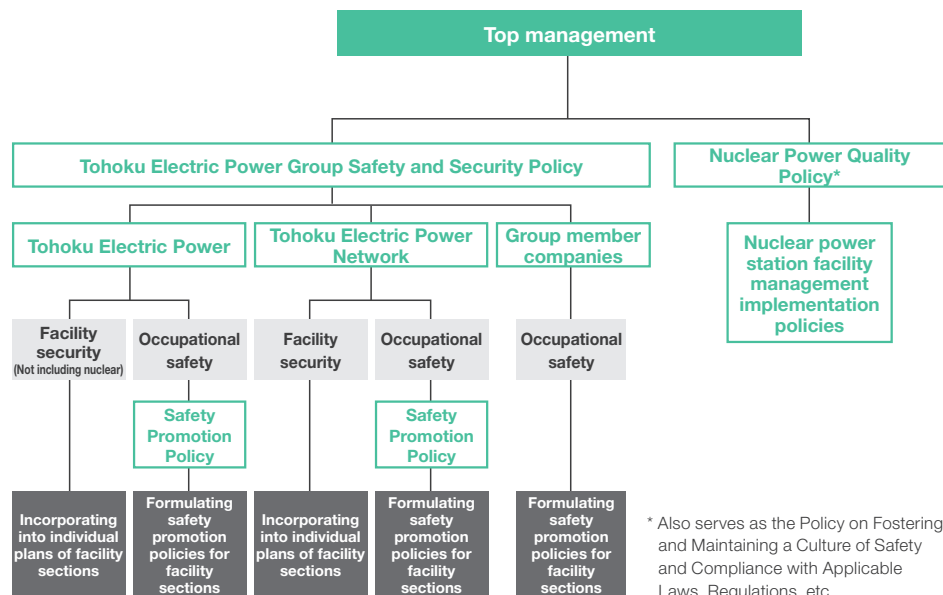 Top management
Tohoku Electric Power Group Safety and Security Policy
Nuclear Power Quality
Policy*
Tohoku Electric Power
Tohoku Electric Power
Network
Group member
companies
Nuclear power
station facility
management
implementation
policies
Facility
security
(Not including nuclear)
Occupational
safety
Facility
security
Occupational
safety
Occupational
safety
Safety
Promotion
Policy
Safety
Promotion
Policy
Incorporating
into individual
plans of facility
sections
Formulating
safety
promotion
policies for
facility
sections
Incorporating
into individual
plans of facility
sections
Formulating
safety
promotion
policies for
facility
sections
Formulating
safety
promotion
policies for
facility
sections
* Also serves as the Policy on Fostering
and Maintaining a Culture of Safety
and Compliance with Applicable
Laws, Regulations, etc.